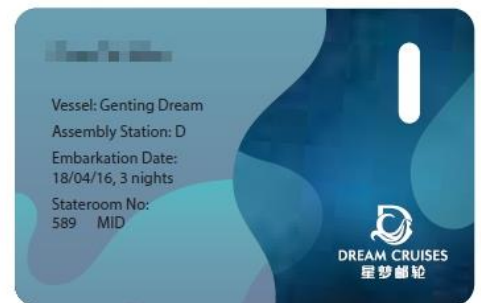 Vessel: Genting Dream
Assembly Station: D
Embarkation Date:
18/04/16, 3 nights
Stateroom No:
589 MID
DREAM CRUISES
星梦邮轮